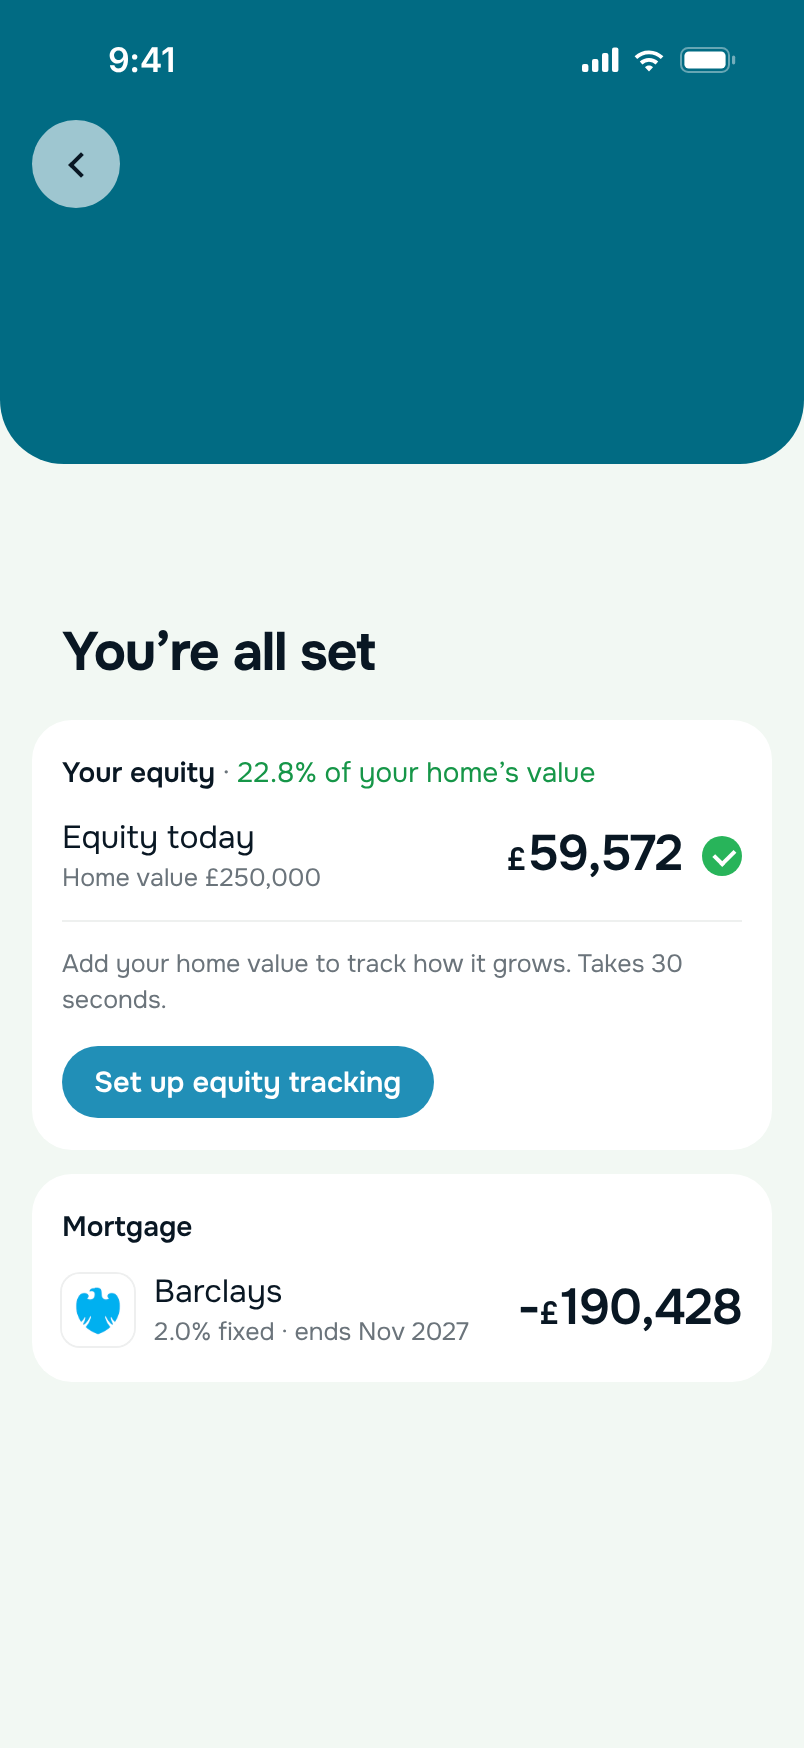 9:41
You’re all set
Your equity · 22.8% of your home’s value
Equity today
£59,572
Home value £250,000
Add your home value to track how it grows. Takes 30
seconds.
Set up equity tracking
Mortgage
Barclays
-£190,428
2.0% fixed · ends Nov 2027